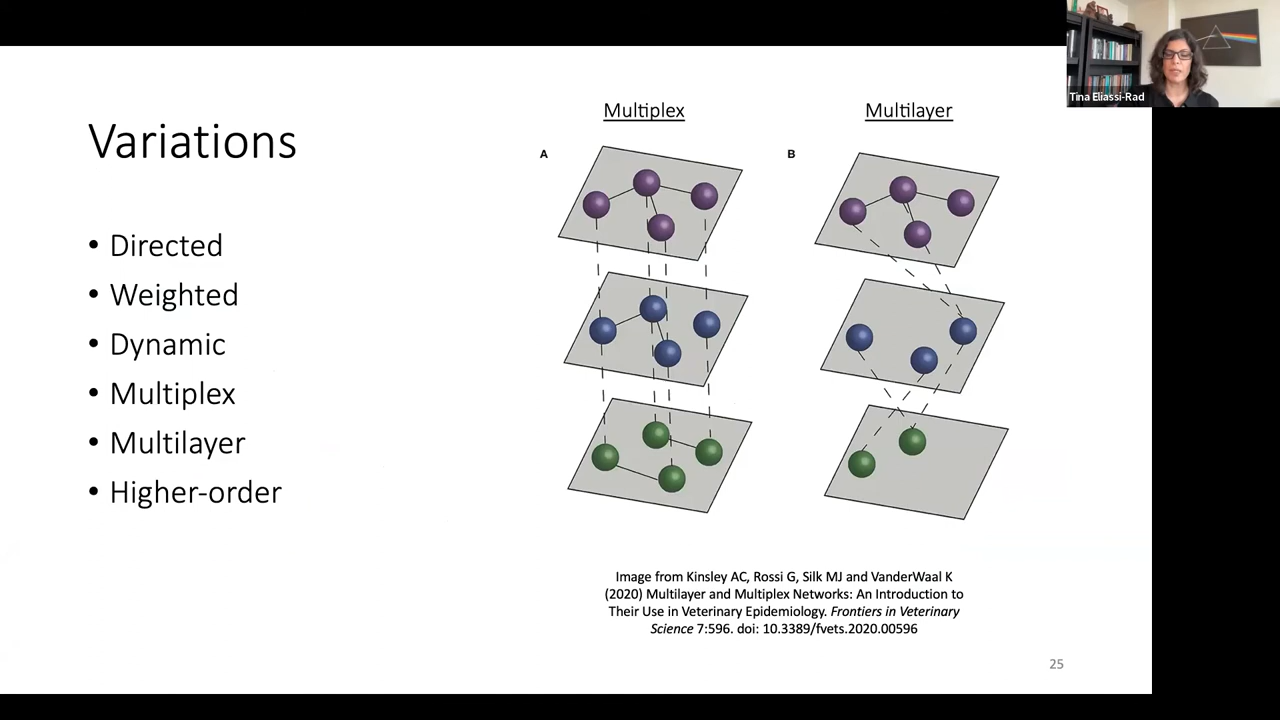 Tina Eliassi-Rad
Variations
• Directed
• Weighted
• Dynamic
• Multiplex
• Multilayer
• Higher-order
Multiplex
Multilayer
A
B
Image from Kinsley AC, Rossi G, Silk MJ and VanderWaal K
(2020) Multilayer and Multiplex Networks: An Introduction to
Their Use in Veterinary Epidemiology. Frontiers in Veterinary
Science 7:596. doi: 10.3389/fvets.2020.00596
25